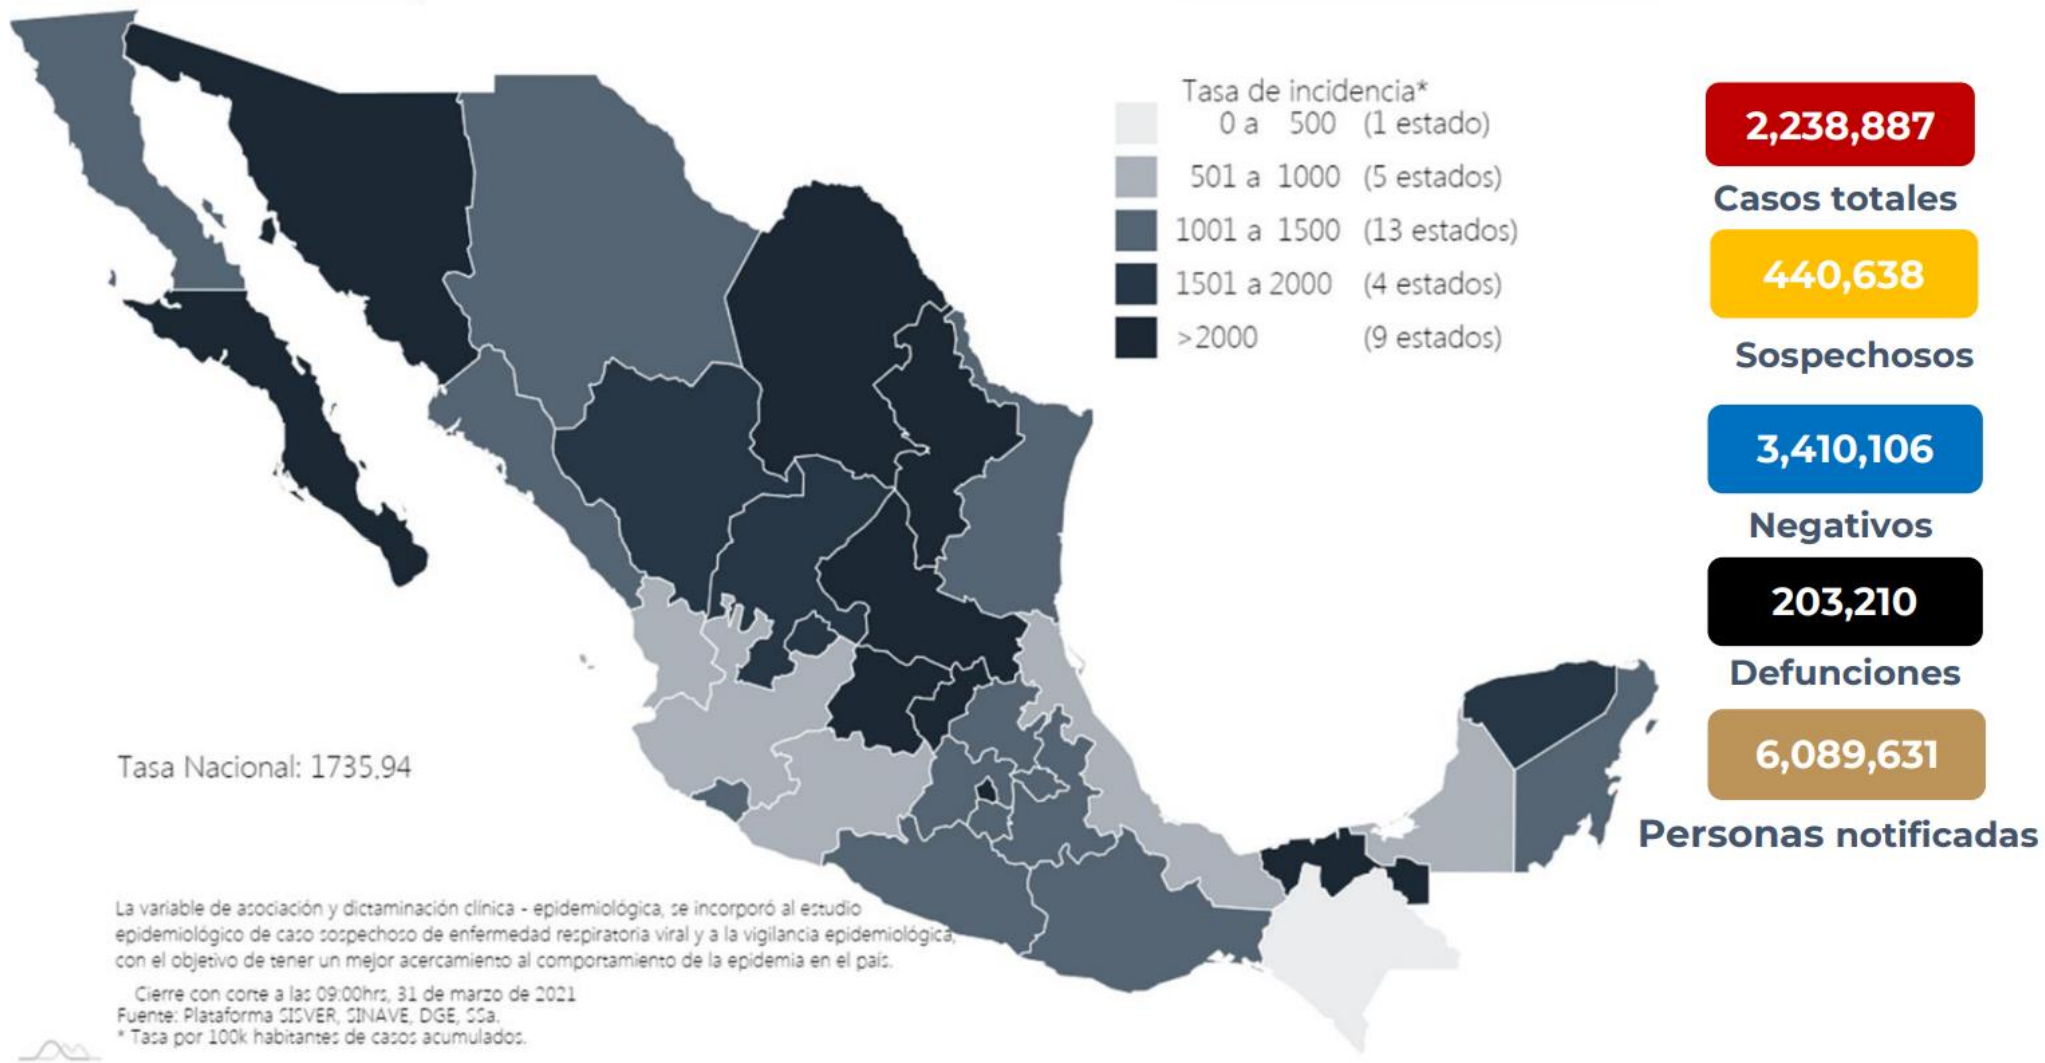 Tasa de incidencia*
0 a 500 (1 estado)
501 a 1000 (5 estados)
1001 a 1500 (13 estados)
1501 a 2000 (4 estados)
>2000 (9 estados)
2,238,887
Casos totales
440,638
Sospechosos
3,410,106
Negativos
203,210
Defunciones
6,089,631
Personas notificadas
Tasa Nacional: 1735,94
La variable de asociación y dictaminación clínica - epidemiológica, se incorporó al estudio
epidemiológico de caso sospechoso de enfermedad respiratoria viral y a la vigilancia epidemiológica,
con el objetivo de tener un mejor acercamiento al comportamiento de la epidemia en el país.
Cierre con corte a las 09:00hrs, 31 de marzo de 2021
Fuente: Plataforma SISVER, SINAVE, DGE, SSa.
* Tasa por 100k habitantes de casos acumulados.